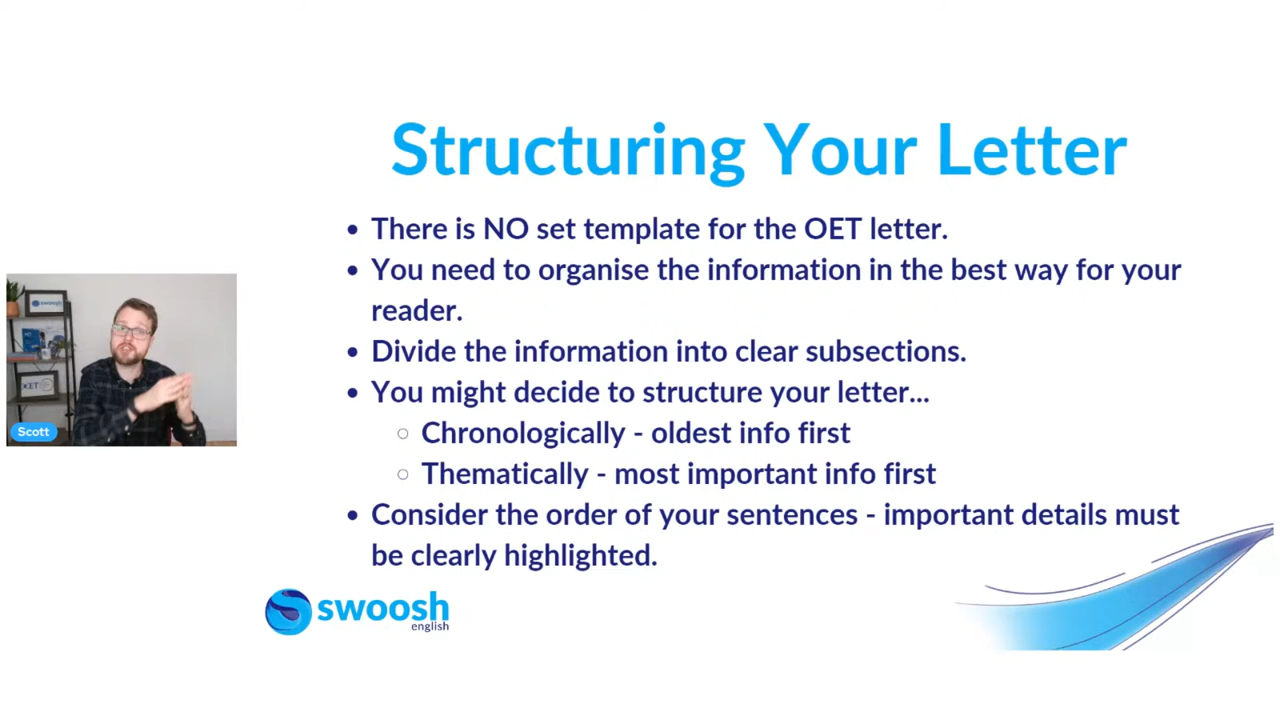 Structuring Your Letter
• There is NO set template for the OET letter.
• You need to organise the information in the best way for your
reader.
• Divide the information into clear subsections.
• You might decide to structure your letter...
○ Chronologically - oldest info first
○ Thematically - most important info first
• Consider the order of your sentences - important details must
be clearly highlighted.
swoosh
Scott
swoosh
english